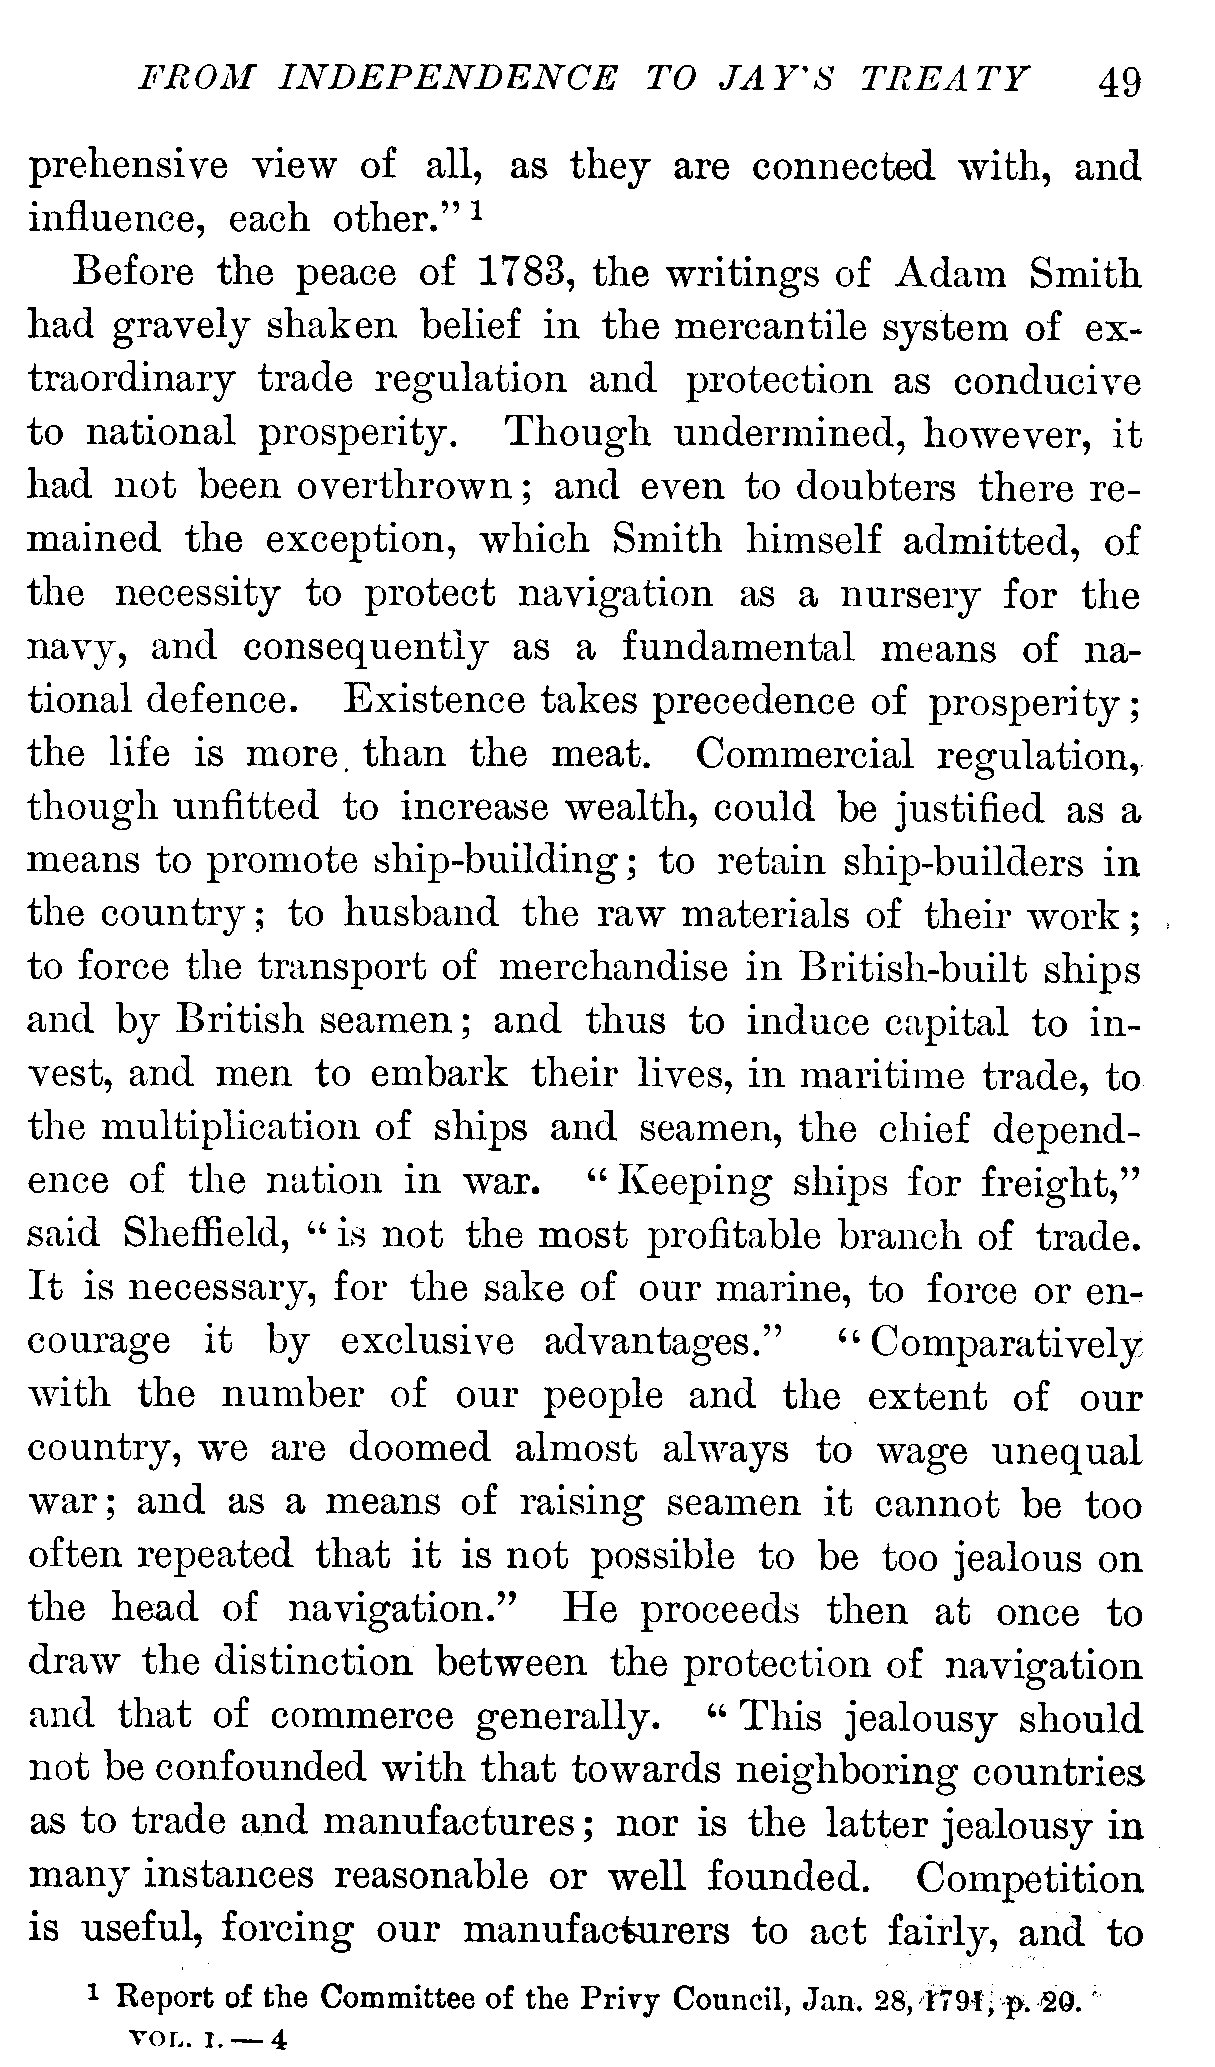 FROM INDEPENDENCE TO JAY'S TREATY 49
prehensive view of all, as they are connected with, and
influence, each other." 1
Before the peace of 1783, the writings of Adam Smith
had gravely shaken belief in the mercantile system of ex-
traordinary trade regulation and protection as conducive
to national prosperity. Though undermined, however, it
had not been overthrown; and even to doubters there re-
mained the exception, which Smith himself admitted, of
the necessity to protect navigation as a nursery for the
navy, and consequently as a fundamental means of na-
tional defence. Existence takes precedence of prosperity;
the life is more than the meat. Commercial regulation,
though unfitted to increase wealth, could be justified as a
means to promote ship-building; to retain ship-builders in
the country; to husband the raw materials of their work;
to force the transport of merchandise in British-built ships
and by British seamen; and thus to induce capital to in-
vest, and men to embark their lives, in maritime trade, to
the multiplication of ships and seamen, the chief depend-
ence of the nation in war. "Keeping ships for freight,"
said Sheffield, "is not the most profitable branch of trade.
It is necessary, for the sake of our marine, to force or en-
courage it by exclusive advantages." "Comparatively
with the number of our people and the extent of our
country, we are doomed almost always to wage unequal
war; and as a means of raising seamen it cannot be too
often repeated that it is not possible to be too jealous on
the head of navigation." He proceeds then at once to
draw the distinction between the protection of navigation
and that of commerce generally. "This jealousy should
not be confounded with that towards neighboring countries
as to trade and manufactures; nor is the latter jealousy in
many instances reasonable or well founded. Competition
is useful, forcing our manufacturers to act fairly, and to
1 Report of the Committee of the Privy Council, Jan. 28, 1791, p. 20.
VOL. I. — 4